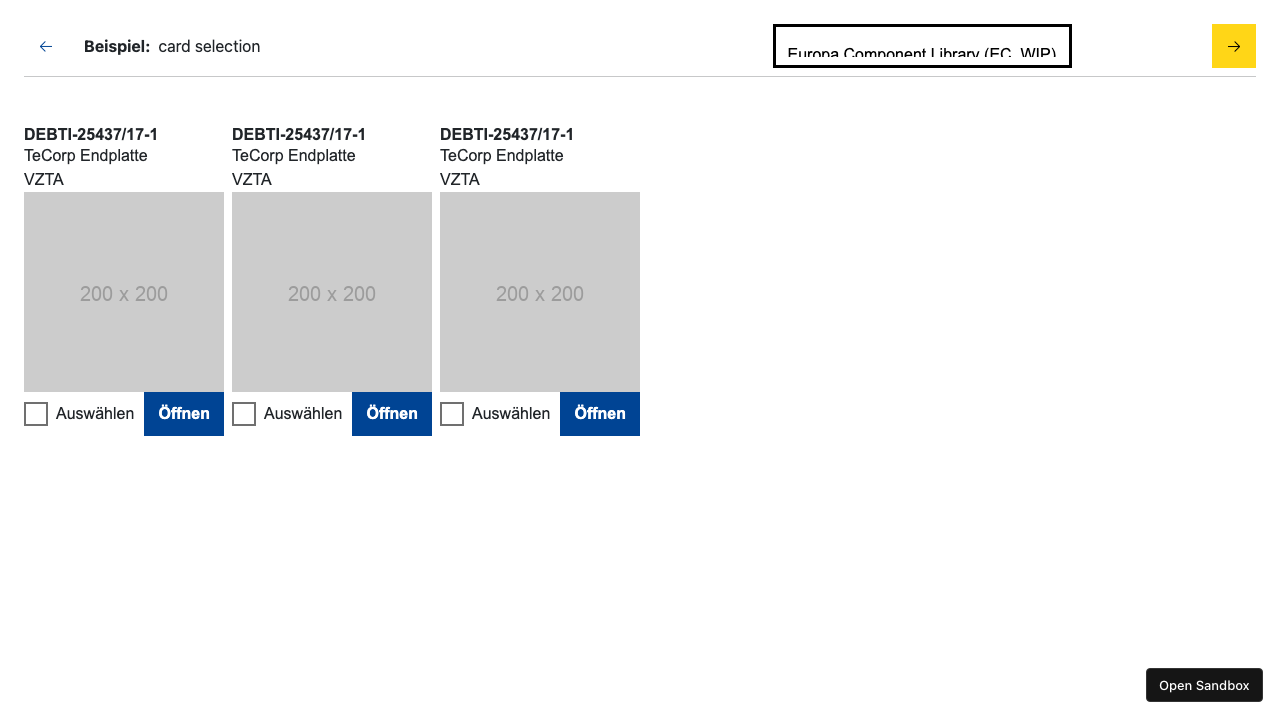 Beispiel: card selection
Europa Component Library (EC, WIP)
DEBTI-25437/17-1
TeCorp Endplatte
VZTA
200 x 200
Auswählen
Öffnen
DEBTI-25437/17-1
TeCorp Endplatte
VZTA
200 x 200
Auswählen
Öffnen
DEBTI-25437/17-1
TeCorp Endplatte
VZTA
200 x 200
Auswählen
Öffnen
Open Sandbox